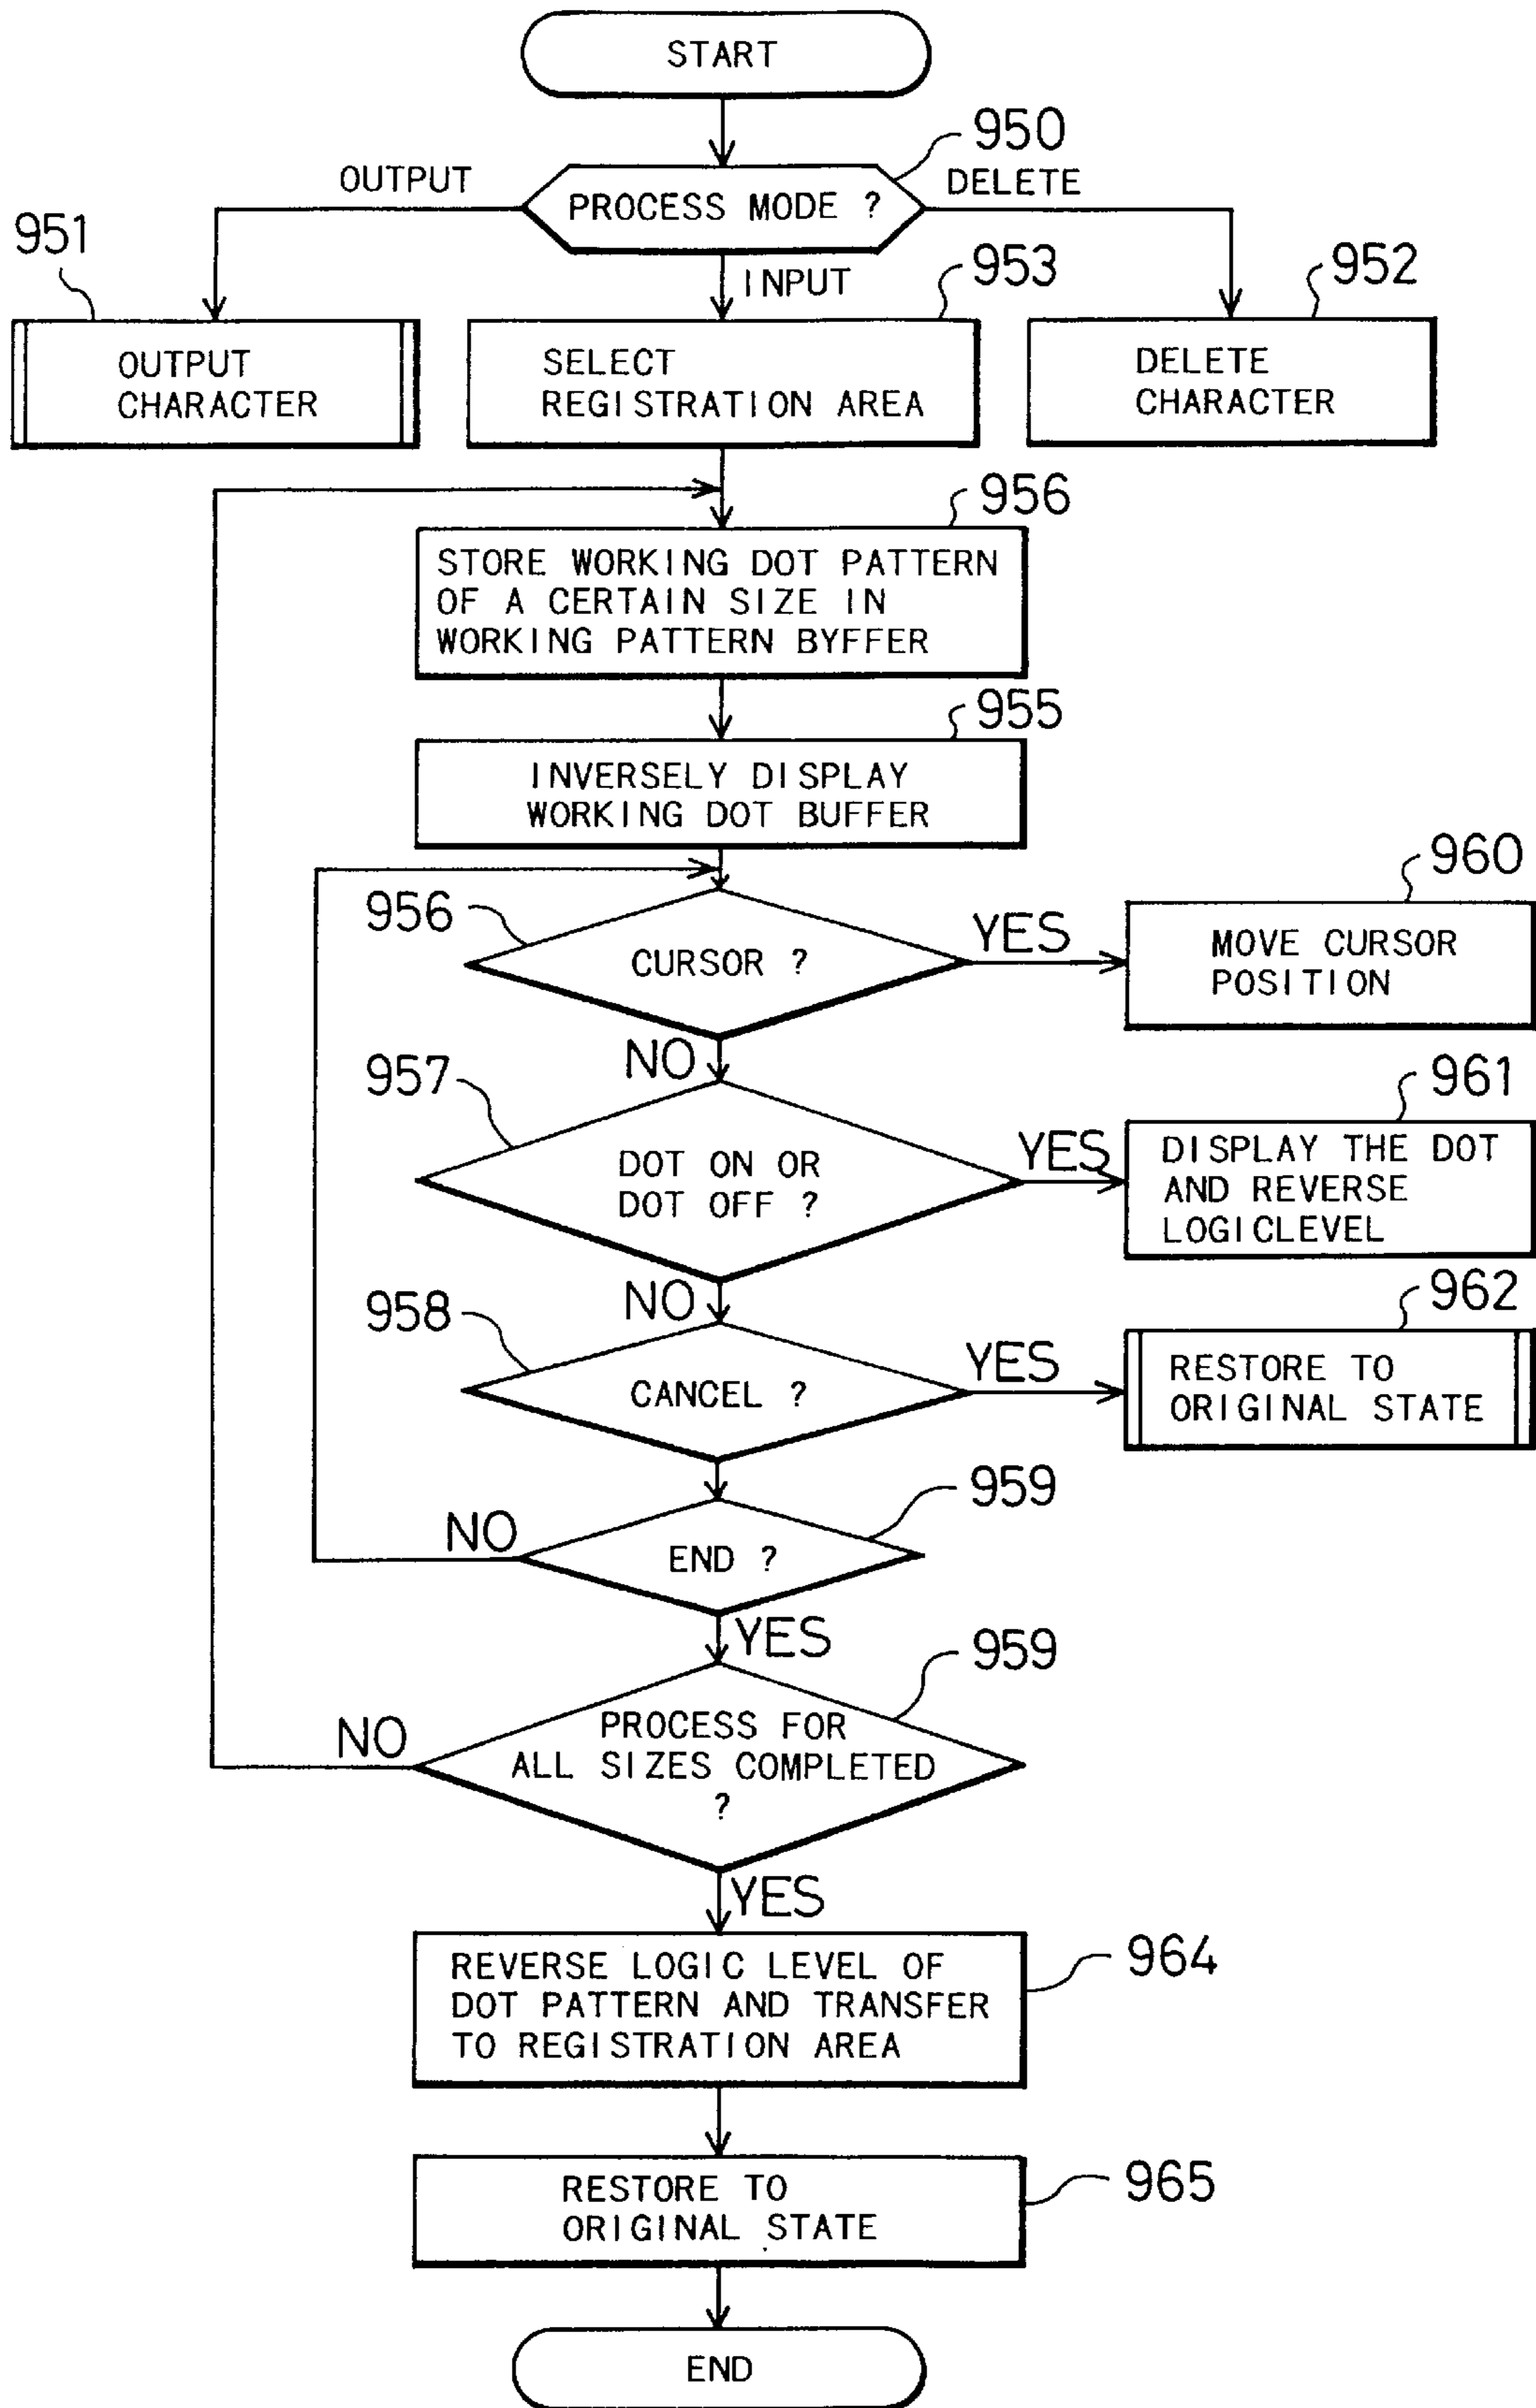 START
950
OUTPUT
DELETE
PROCESS MODE ?
951
INPUT
953
952
OUTPUT
CHARACTER
SELECT
REGISTRATION AREA
DELETE
CHARACTER
956
STORE WORKING DOT PATTERN
OF A CERTAIN SIZE IN
WORKING PATTERN BYFFER
955
INVERSELY DISPLAY
WORKING DOT BUFFER
956
CURSOR ?
YES
960
MOVE CURSOR
POSITION
NO
957
DOT ON OR
DOT OFF ?
YES
961
DISPLAY THE DOT
AND REVERSE
LOGICLEVEL
NO
958
CANCEL ?
YES
962
RESTORE TO
ORIGINAL STATE
959
NO
END ?
YES
959
NO
PROCESS FOR
ALL SIZES COMPLETED
?
YES
964
REVERSE LOGIC LEVEL OF
DOT PATTERN AND TRANSFER
TO REGISTRATION AREA
965
RESTORE TO
ORIGINAL STATE
END